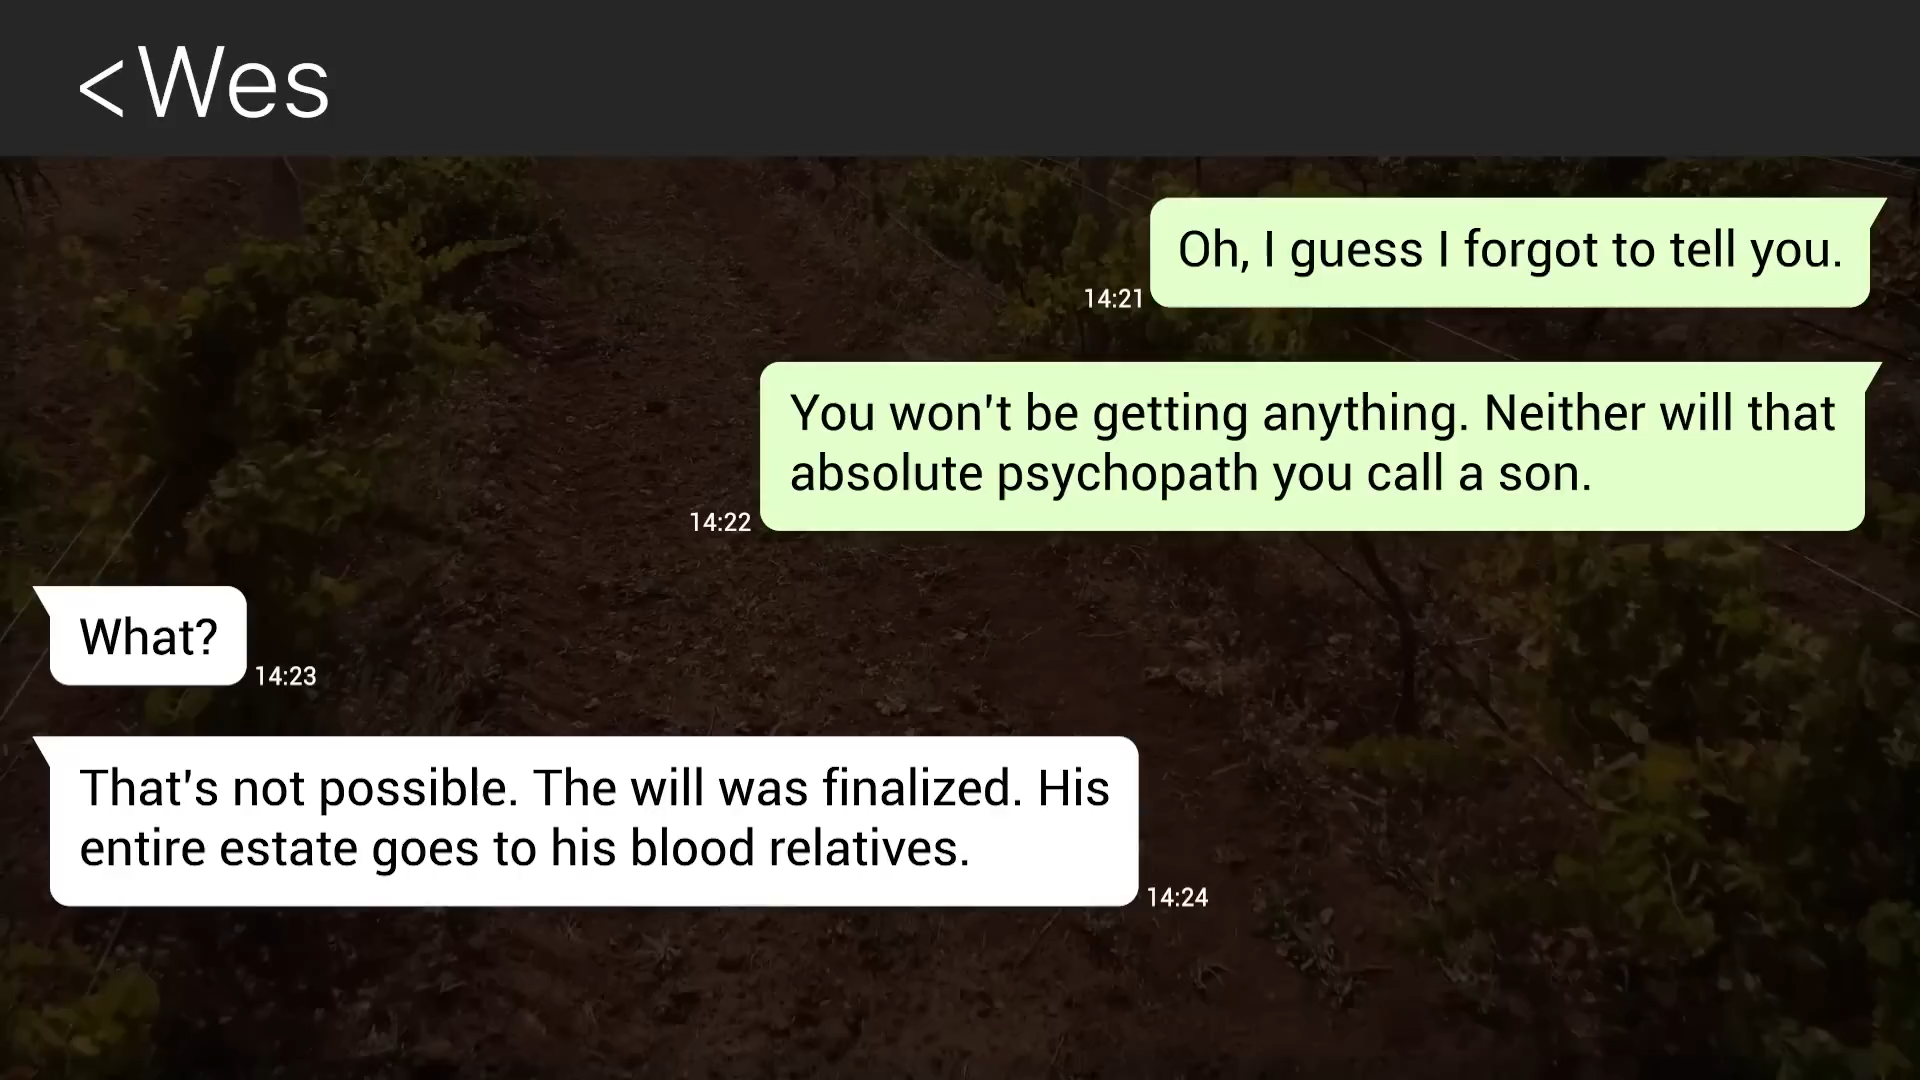 <Wes
Oh, I guess I forgot to tell you.
14:21
You won't be getting anything. Neither will that
absolute psychopath you call a son.
14:22
What?
14:23
That's not possible. The will was finalized. His
entire estate goes to his blood relatives.
14:24